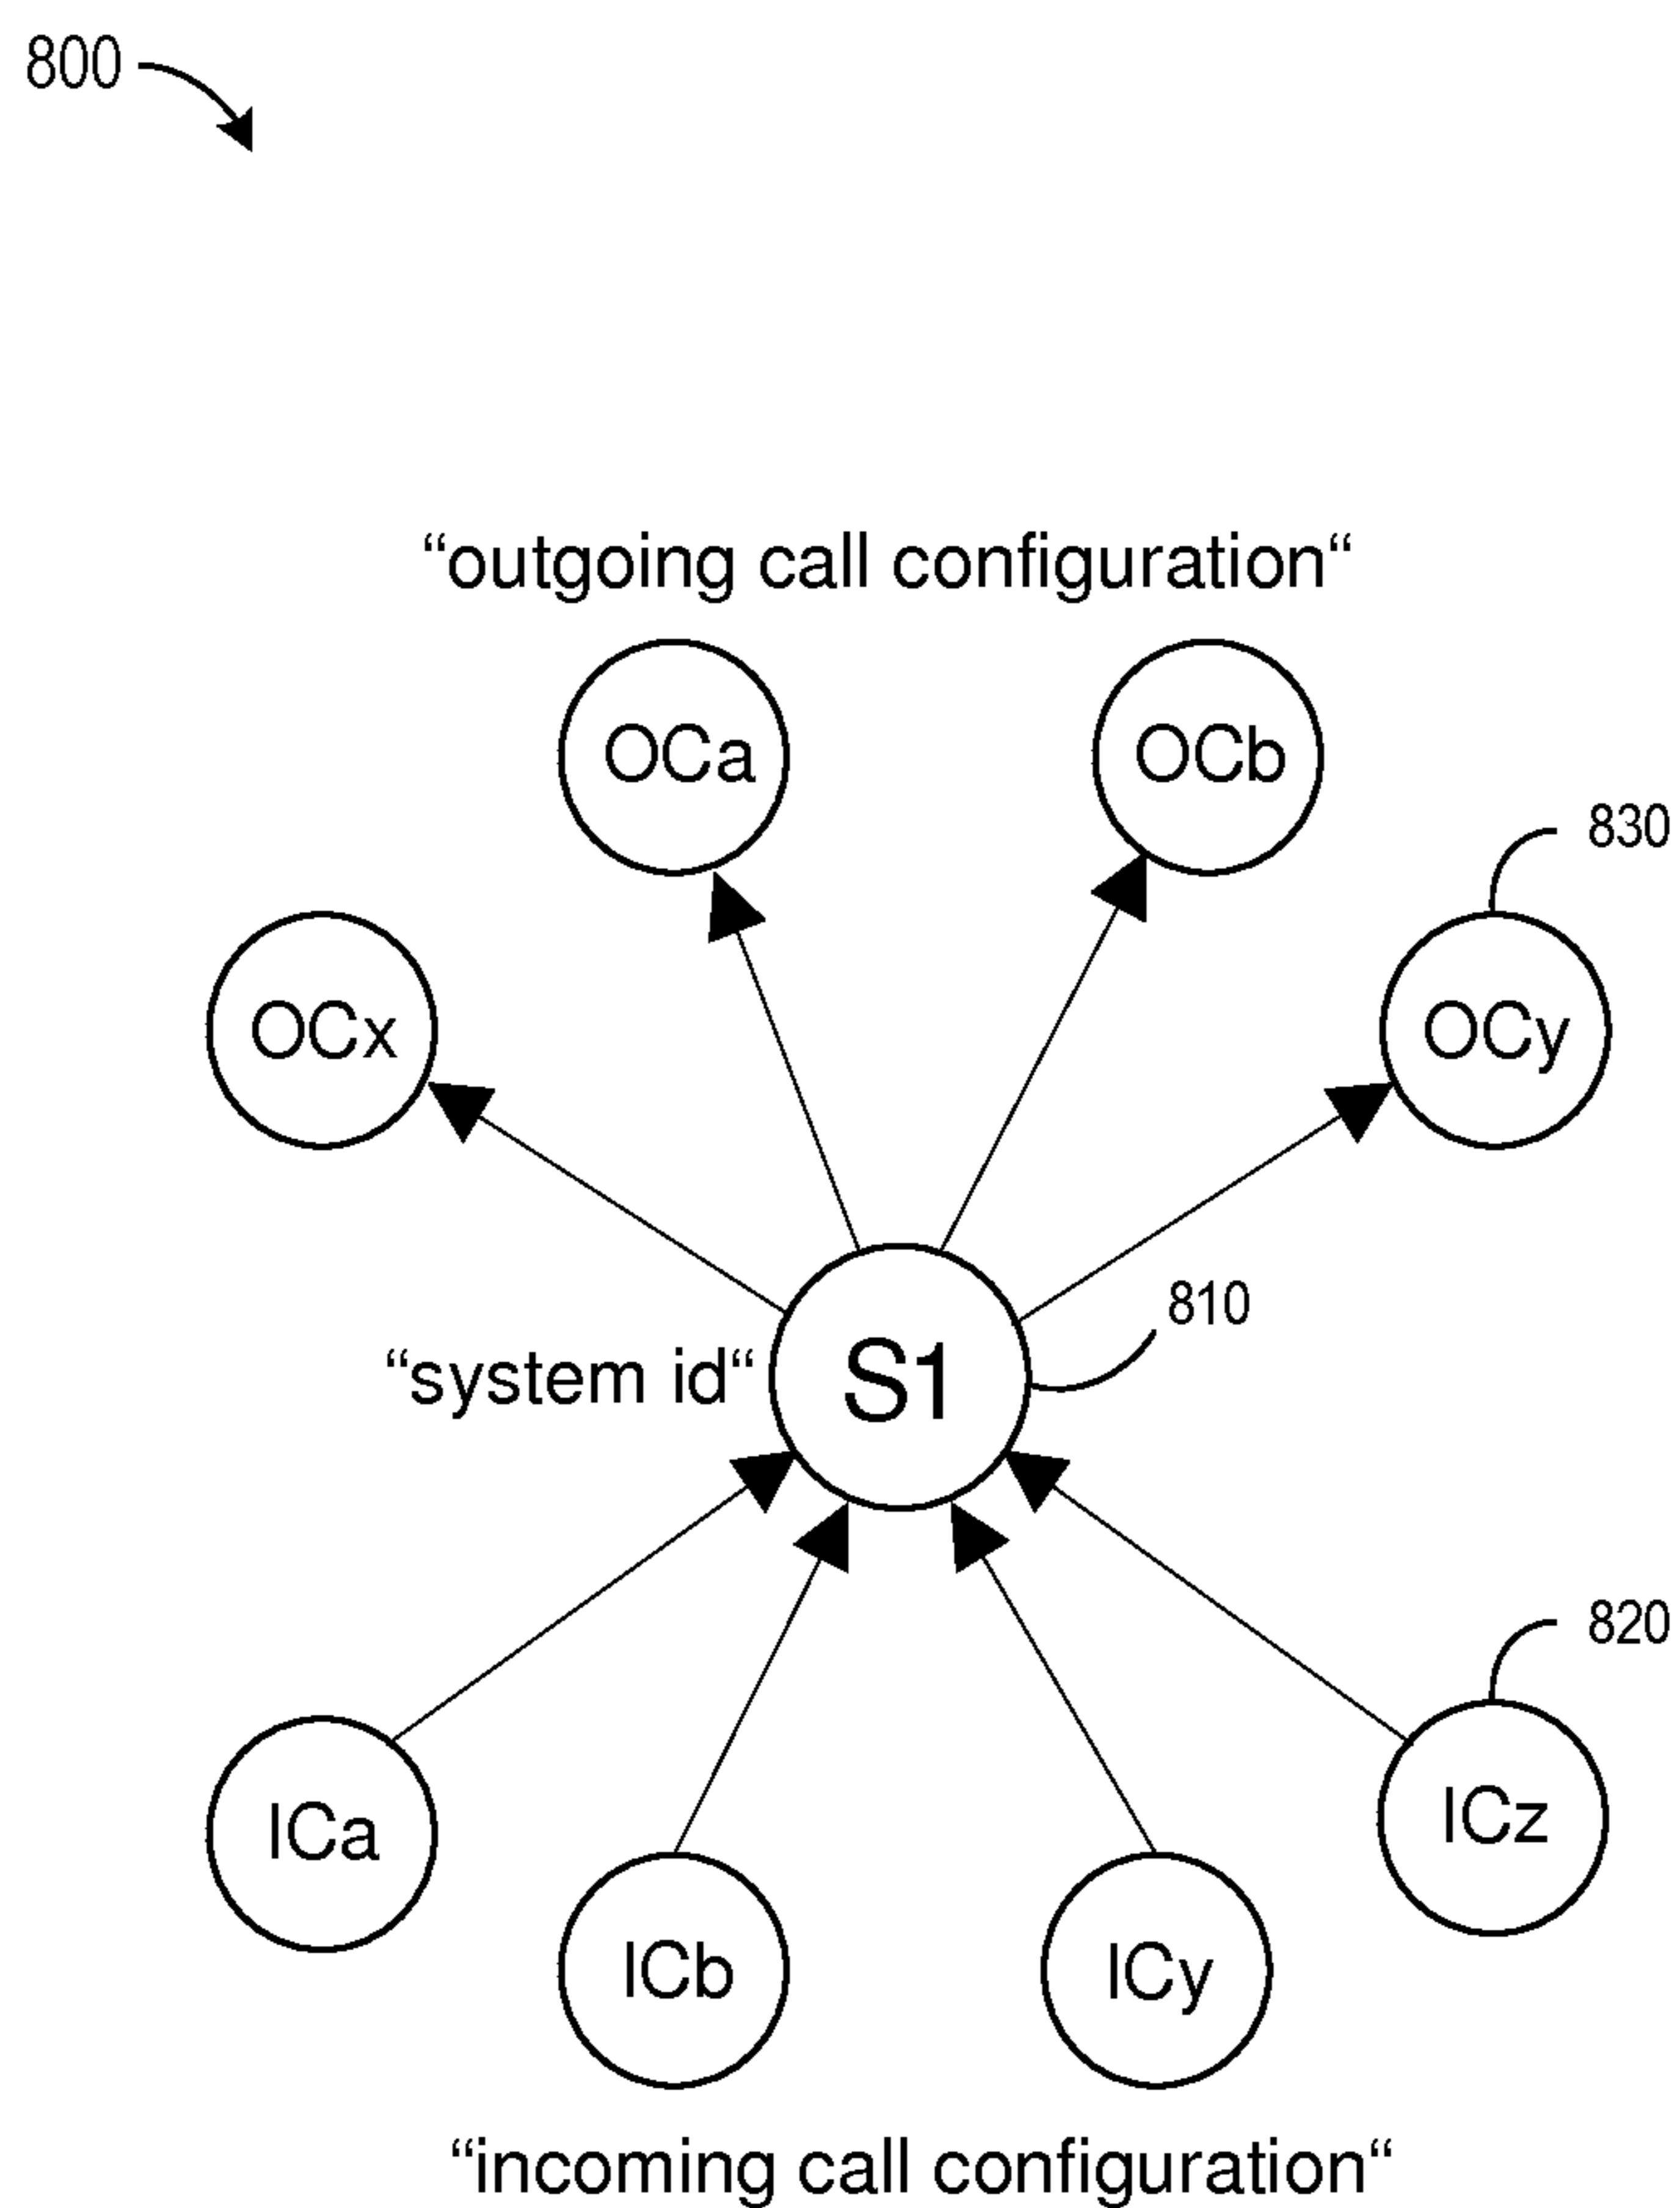 800
“outgoing call configuration“
OCa
OCb
830
OCx
OCy
810
“system id“
S1
820
ICa
ICz
ICb
ICy
“incoming call configuration“